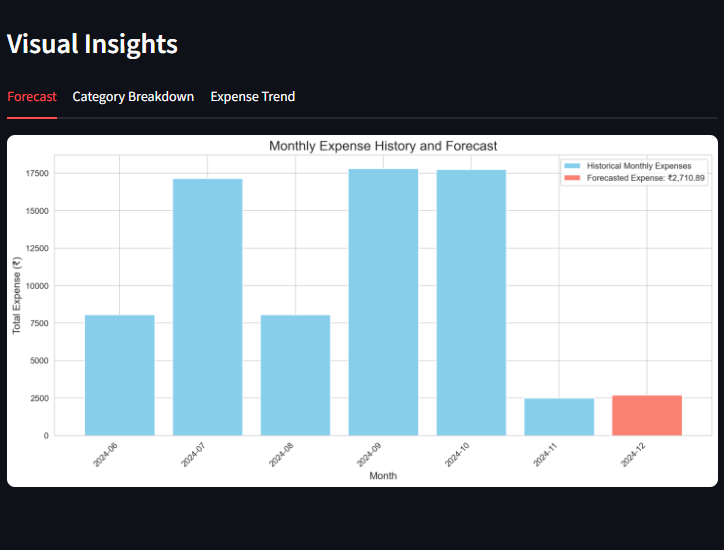 Visual Insights
Forecast Category Breakdown Expense Trend
Monthly Expense History and Forecast
Historical Monthly Expenses
Forecasted Expense: ₹2,710.89
Total Expense (₹)
17500
15000
12500
10000
7500
5000
2500
0
2024-06 2024-07 2024-08 2024-09 2024-10 2024-11 2024-12
Month